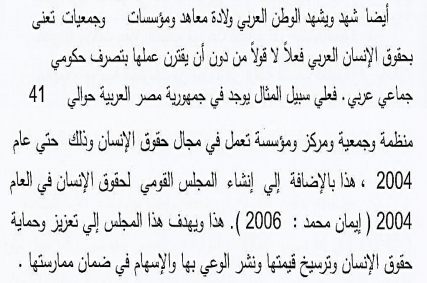 أيضا شهد ويشهد الوطن العربي ولادة معاهد ومؤسسات وجمعيات تعنى
بحقوق الإنسان العربي فعلاً لا قولاً من دون أن يقترن عملها بتصرف حكومي
جماعي عربي . فعلي سبيل المثال يوجد في جمهورية مصر العربية حوالي 41
منظمة وجمعية ومركز ومؤسسة تعمل في مجال حقوق الإنسان وذلك حتي عام
2004 ، هذا بالإضافة إلي إنشاء المجلس القومي لحقوق الإنسان في العام
2004 ( إيمان محمد : 2006 ). هذا ويهدف هذا المجلس إلي تعزيز وحماية
حقوق الإنسان وترسيخ قيمتها ونشر الوعي بها والإسهام في ضمان ممارستها .